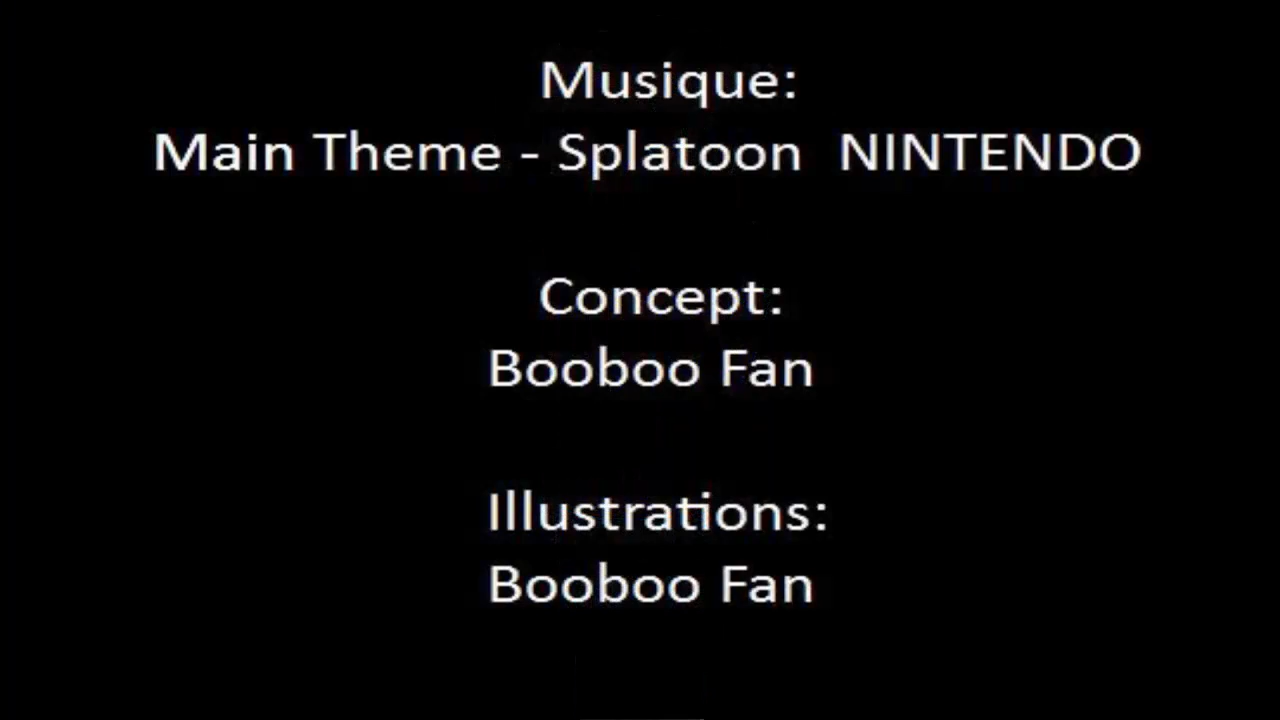 Musique:
Main Theme - Splatoon  NINTENDO
Concept:
Booboo Fan
Illustrations:
Booboo Fan